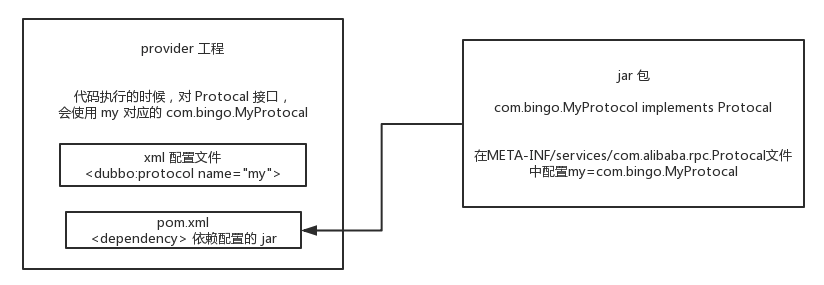 provider 工程
代码执行的时候，对 Protocal 接口，
会使用 my 对应的 com.bingo.MyProtocal
xml 配置文件
<dubbo:protocol name="my">
pom.xml
<dependency> 依赖配置的 jar
jar 包
com.bingo.MyProtocol implements Protocal
在META-INF/services/com.alibaba.rpc.Protocal文件
中配置my=com.bingo.MyProtocal